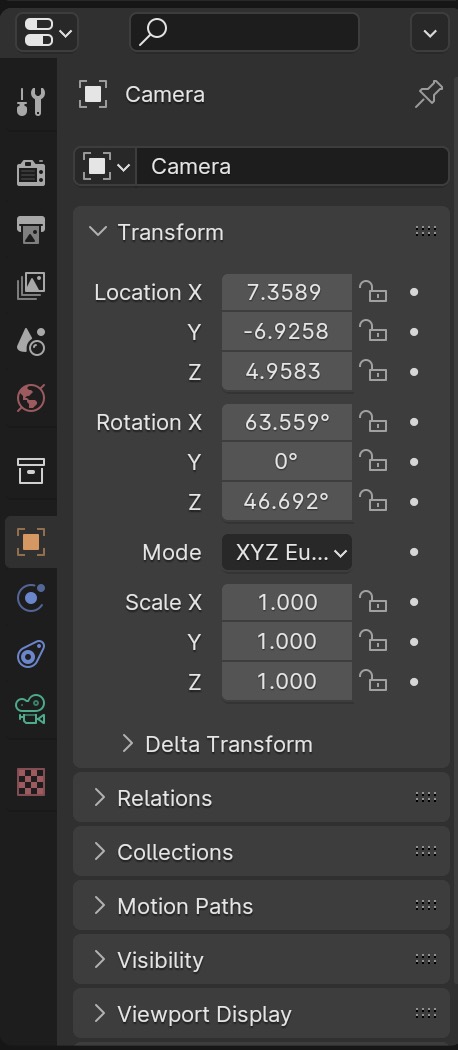 Camera
Camera
Transform
Location X 7.3589
Y -6.9258
Z 4.9583
Rotation X 63.559°
Y 0°
Z 46.692°
Mode XYZ Eu...
Scale X 1.000
Y 1.000
Z 1.000
Delta Transform
Relations
Collections
Motion Paths
Visibility
Viewport Display